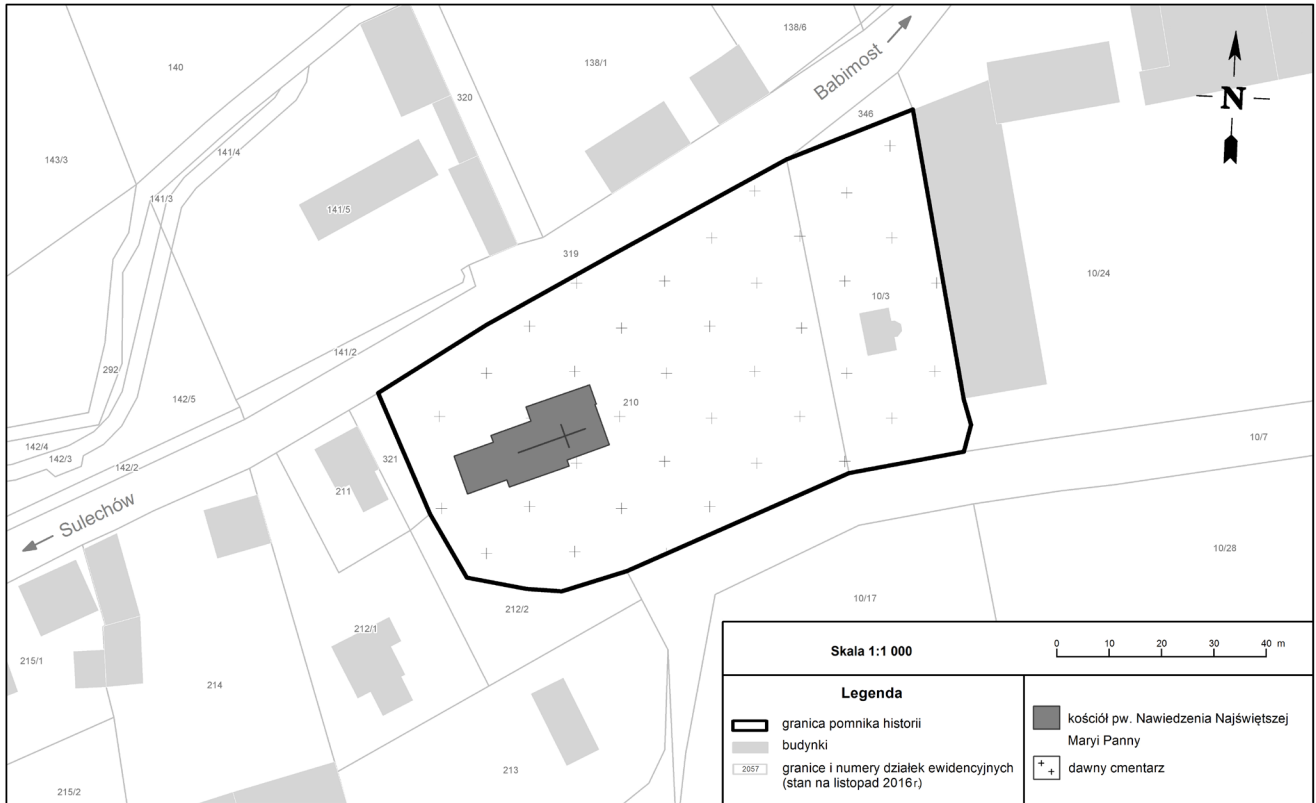 140
320
138/1
138/6
Babimost
346
N
143/3
141/4
141/3
141/5
319
10/24
10/3
292
141/2
142/5
210
142/4
142/3
142/2
321
10/7
211
Sulechów
10/28
212/2
10/17
212/1
215/1
214
213
215/2
Skala 1:1 000
0 10 20 30 40 m
Legenda
granica pomnika historii
budynki
2057 granice i numery działek ewidencyjnych
(stan na listopad 2016r.)
kościół pw. Nawiedzenia Najświętszej
Maryi Panny
dawny cmentarz